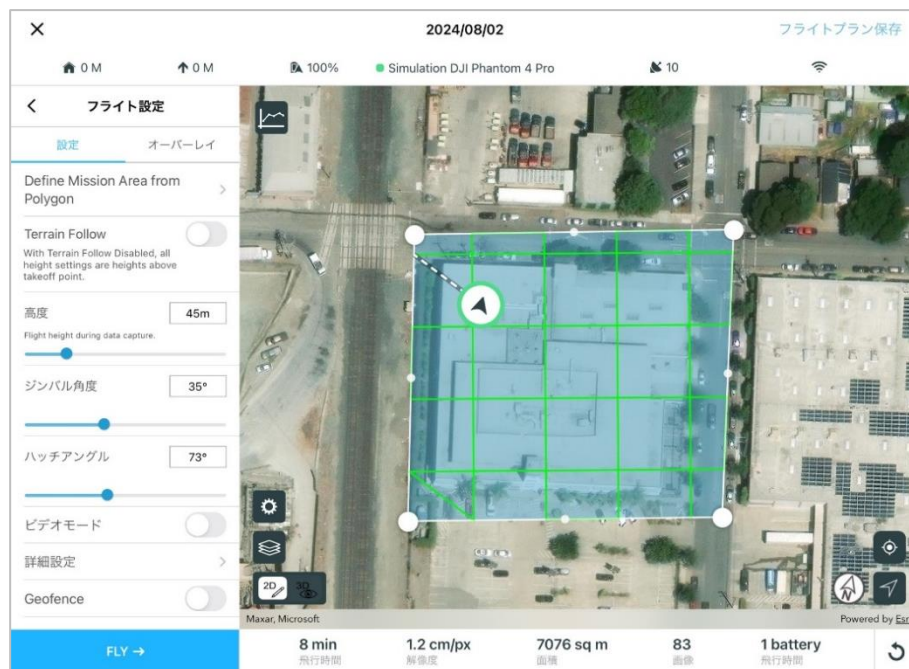 2024/08/02
フライトプラン保存
0 M
0 M
100%
Simulation DJI Phantom 4 Pro
10
フライト設定
設定
オーバーレイ
Define Mission Area from
Polygon
Terrain Follow
With Terrain Follow Disabled, all
height settings are heights above
takeoff point.
高度
45m
Flight height during data capture.
ジンバル角度
35°
ハッチアングル
73°
ビデオモード
詳細設定
Geofence
FLY →
2D
3D
N
Maxar, Microsoft
Powered by Esri
8 min
飛行時間
1.2 cm/px
解像度
7076 sq m
面積
83
画像
1 battery
飛行時間